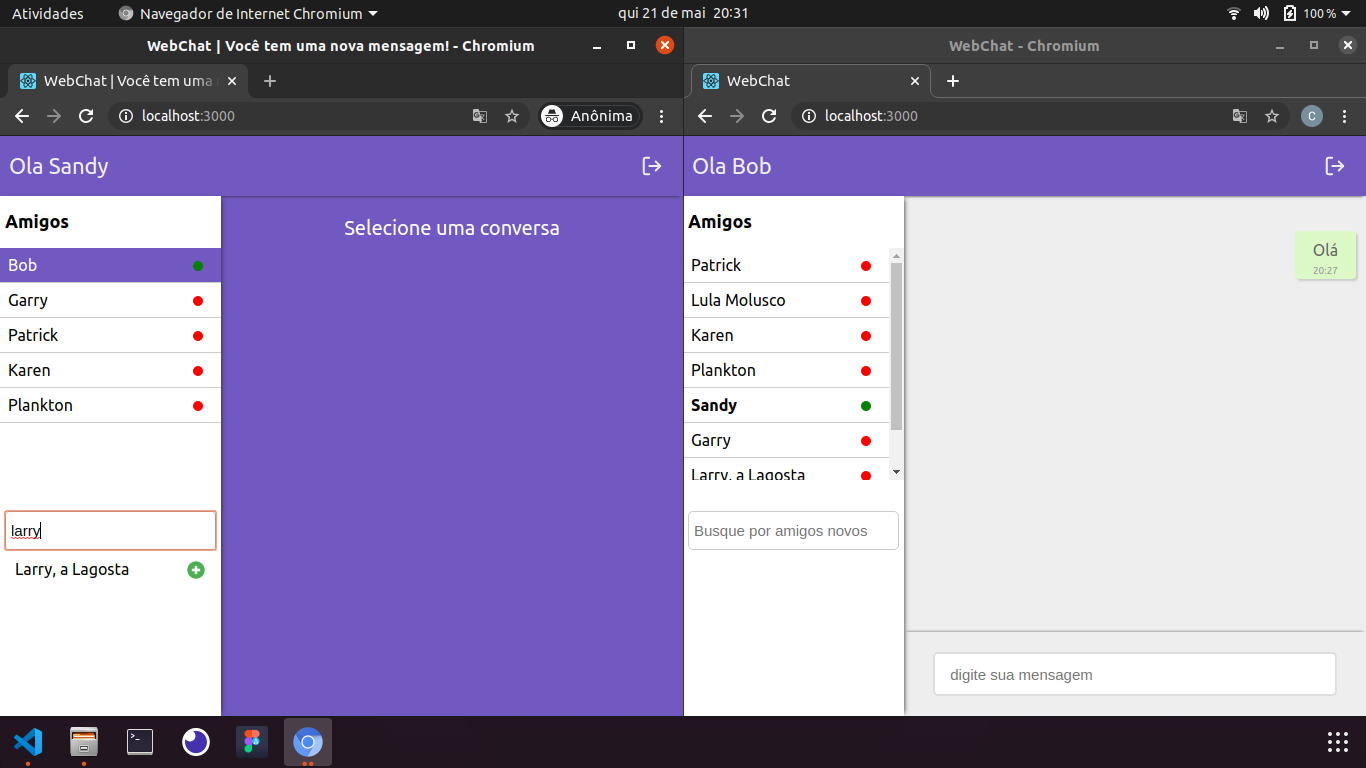 Atividades
Navegador de Internet Chromium
qui 21 de mai 20:31
100 %
WebChat | Você tem uma nova mensagem! - Chromium
WebChat | Você tem uma
localhost:3000
Anônima
Ola Sandy
Amigos
Bob
Garry
Patrick
Karen
Plankton
larry
Larry, a Lagosta
Selecione uma conversa
WebChat - Chromium
WebChat
localhost:3000
C
Ola Bob
Amigos
Patrick
Lula Molusco
Karen
Plankton
Sandy
Garry
Larry, a Lagosta
Busque por amigos novos
Olá
20:27
digite sua mensagem